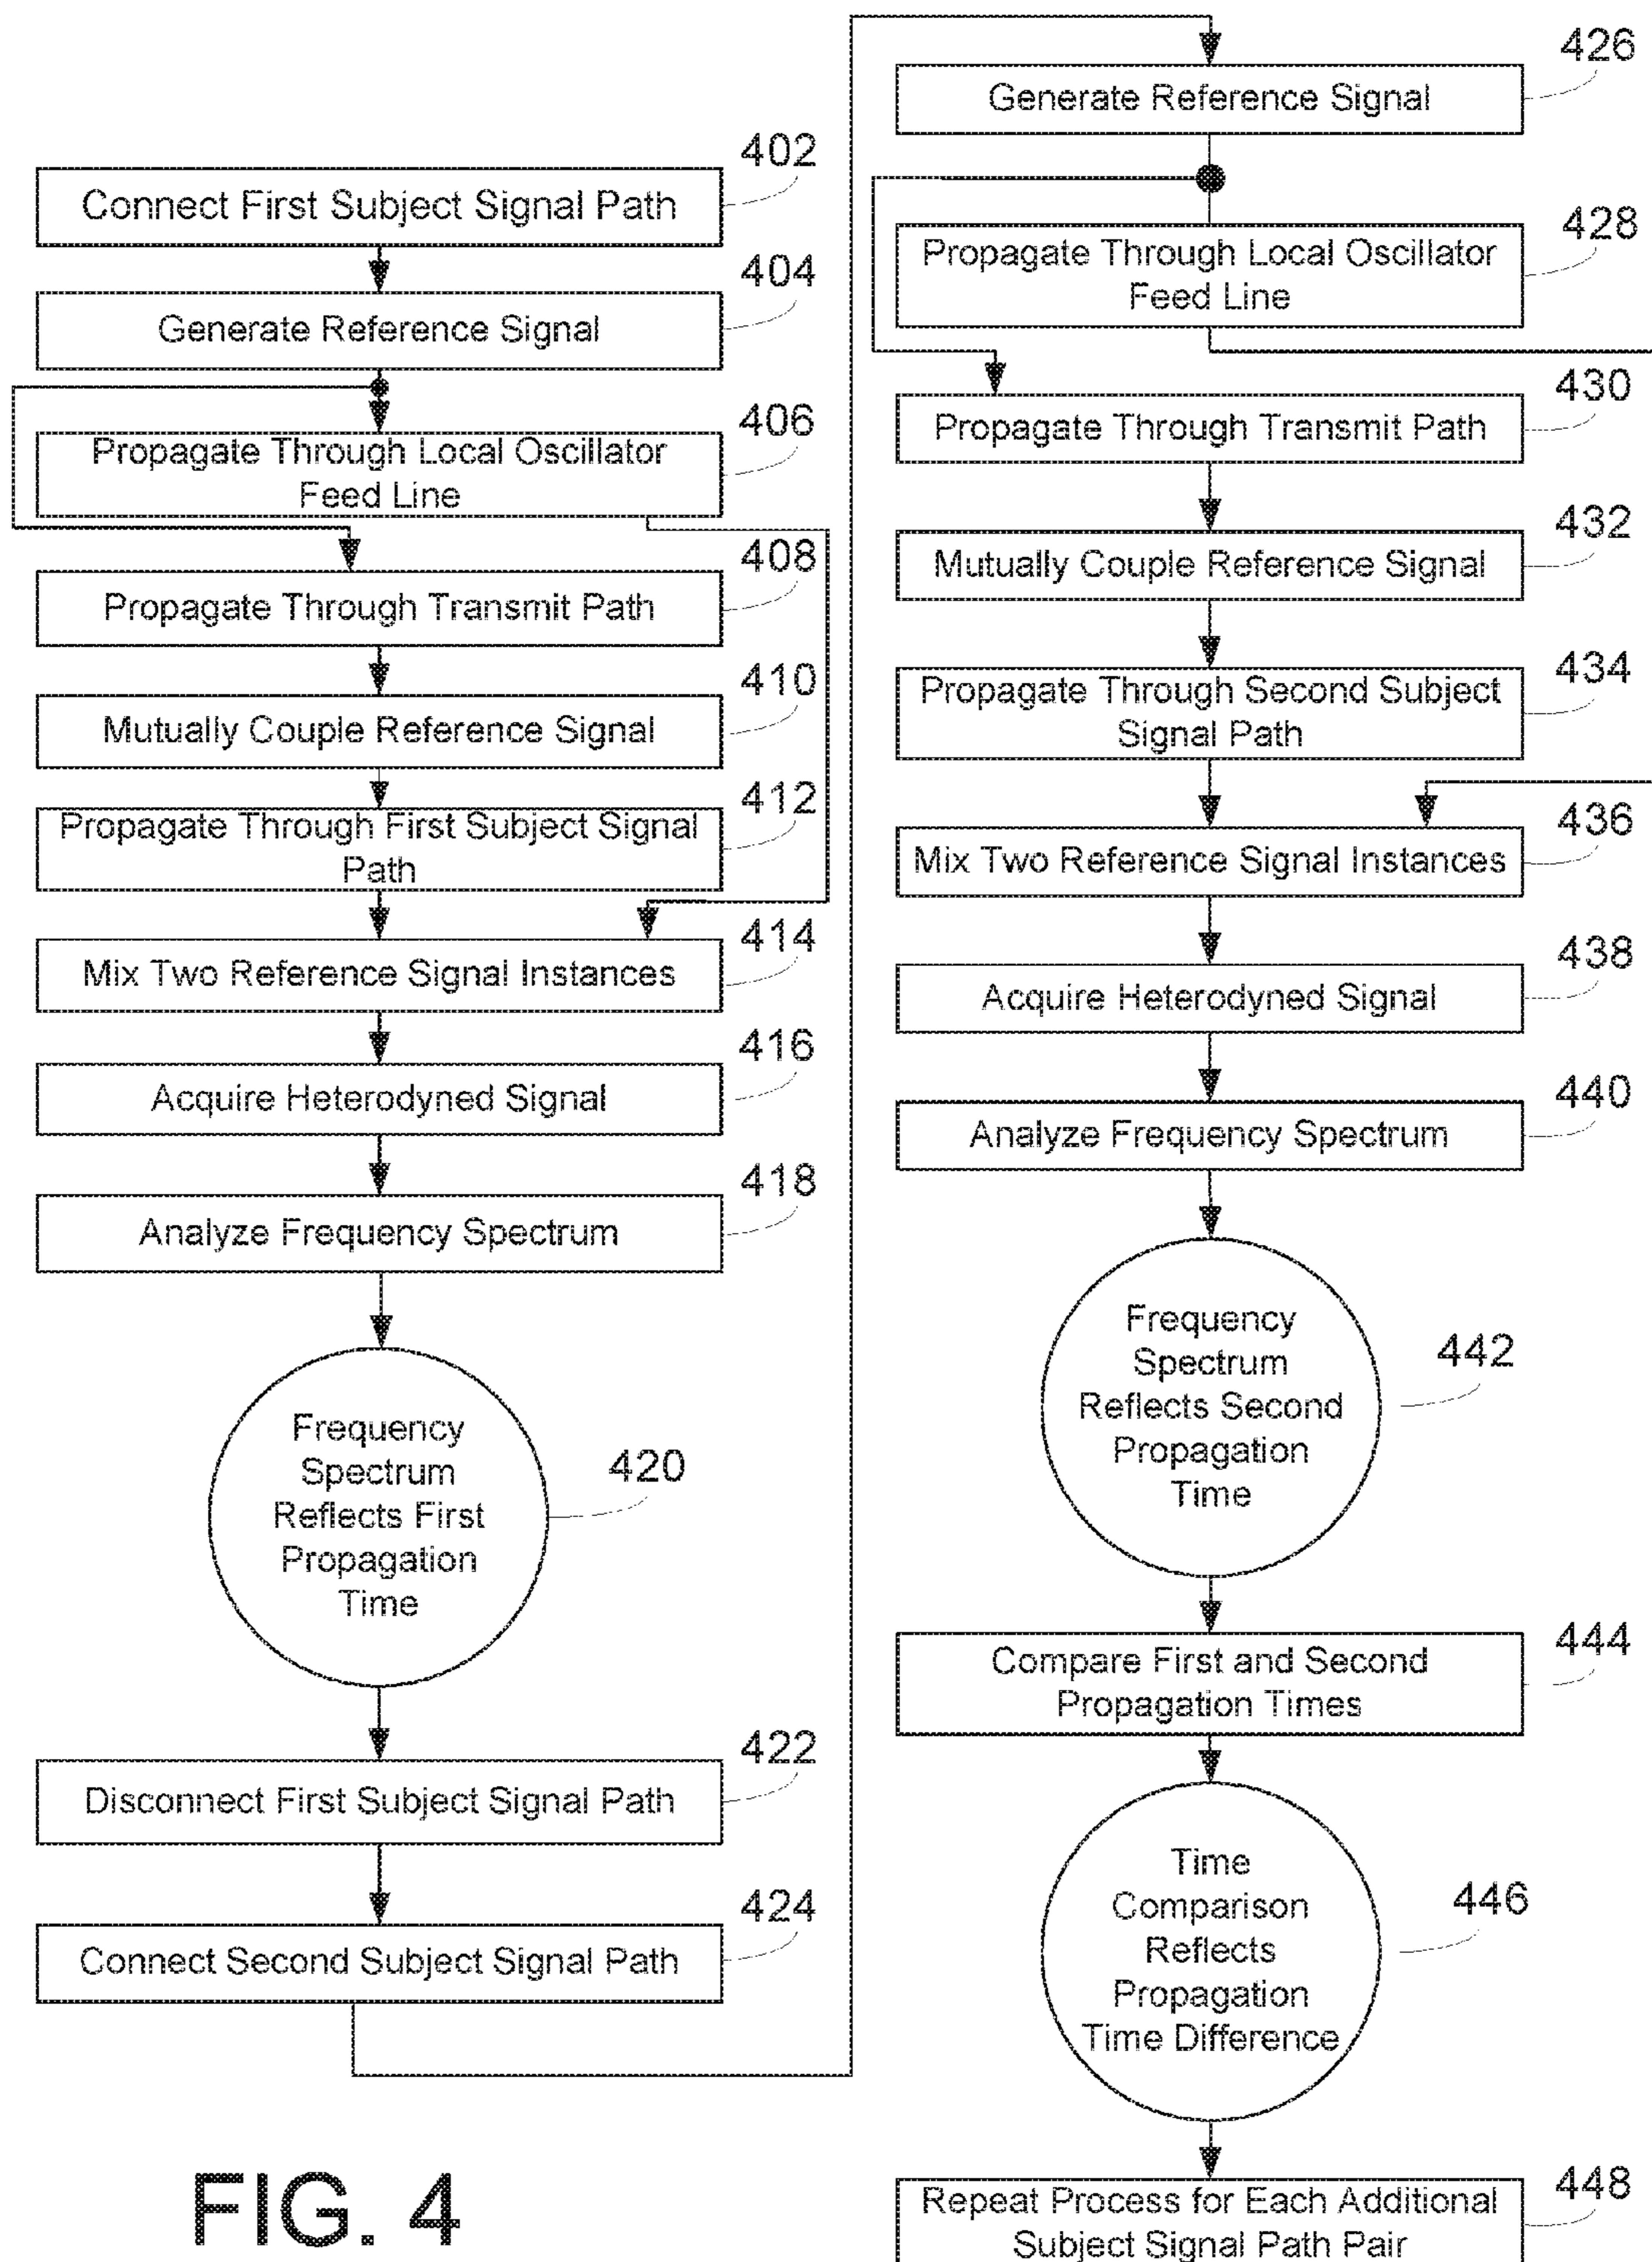 402
Connect First Subject Signal Path
404
Generate Reference Signal
406
Propagate Through Local Oscillator
Feed Line
408
Propagate Through Transmit Path
410
Mutually Couple Reference Signal
412
Propagate Through First Subject Signal
Path
414
Mix Two Reference Signal Instances
416
Acquire Heterodyned Signal
418
Analyze Frequency Spectrum
Frequency
Spectrum
Reflects First
Propagation
Time
420
422
Disconnect First Subject Signal Path
424
Connect Second Subject Signal Path
426
Generate Reference Signal
428
Propagate Through Local Oscillator
Feed Line
430
Propagate Through Transmit Path
432
Mutually Couple Reference Signal
434
Propagate Through Second Subject
Signal Path
436
Mix Two Reference Signal Instances
438
Acquire Heterodyned Signal
440
Analyze Frequency Spectrum
Frequency
Spectrum
Reflects Second
Propagation
Time
442
444
Compare First and Second
Propagation Times
Time
Comparison
Reflects
Propagation
Time Difference
446
448
Repeat Process for Each Additional
Subject Signal Path Pair
FIG. 4